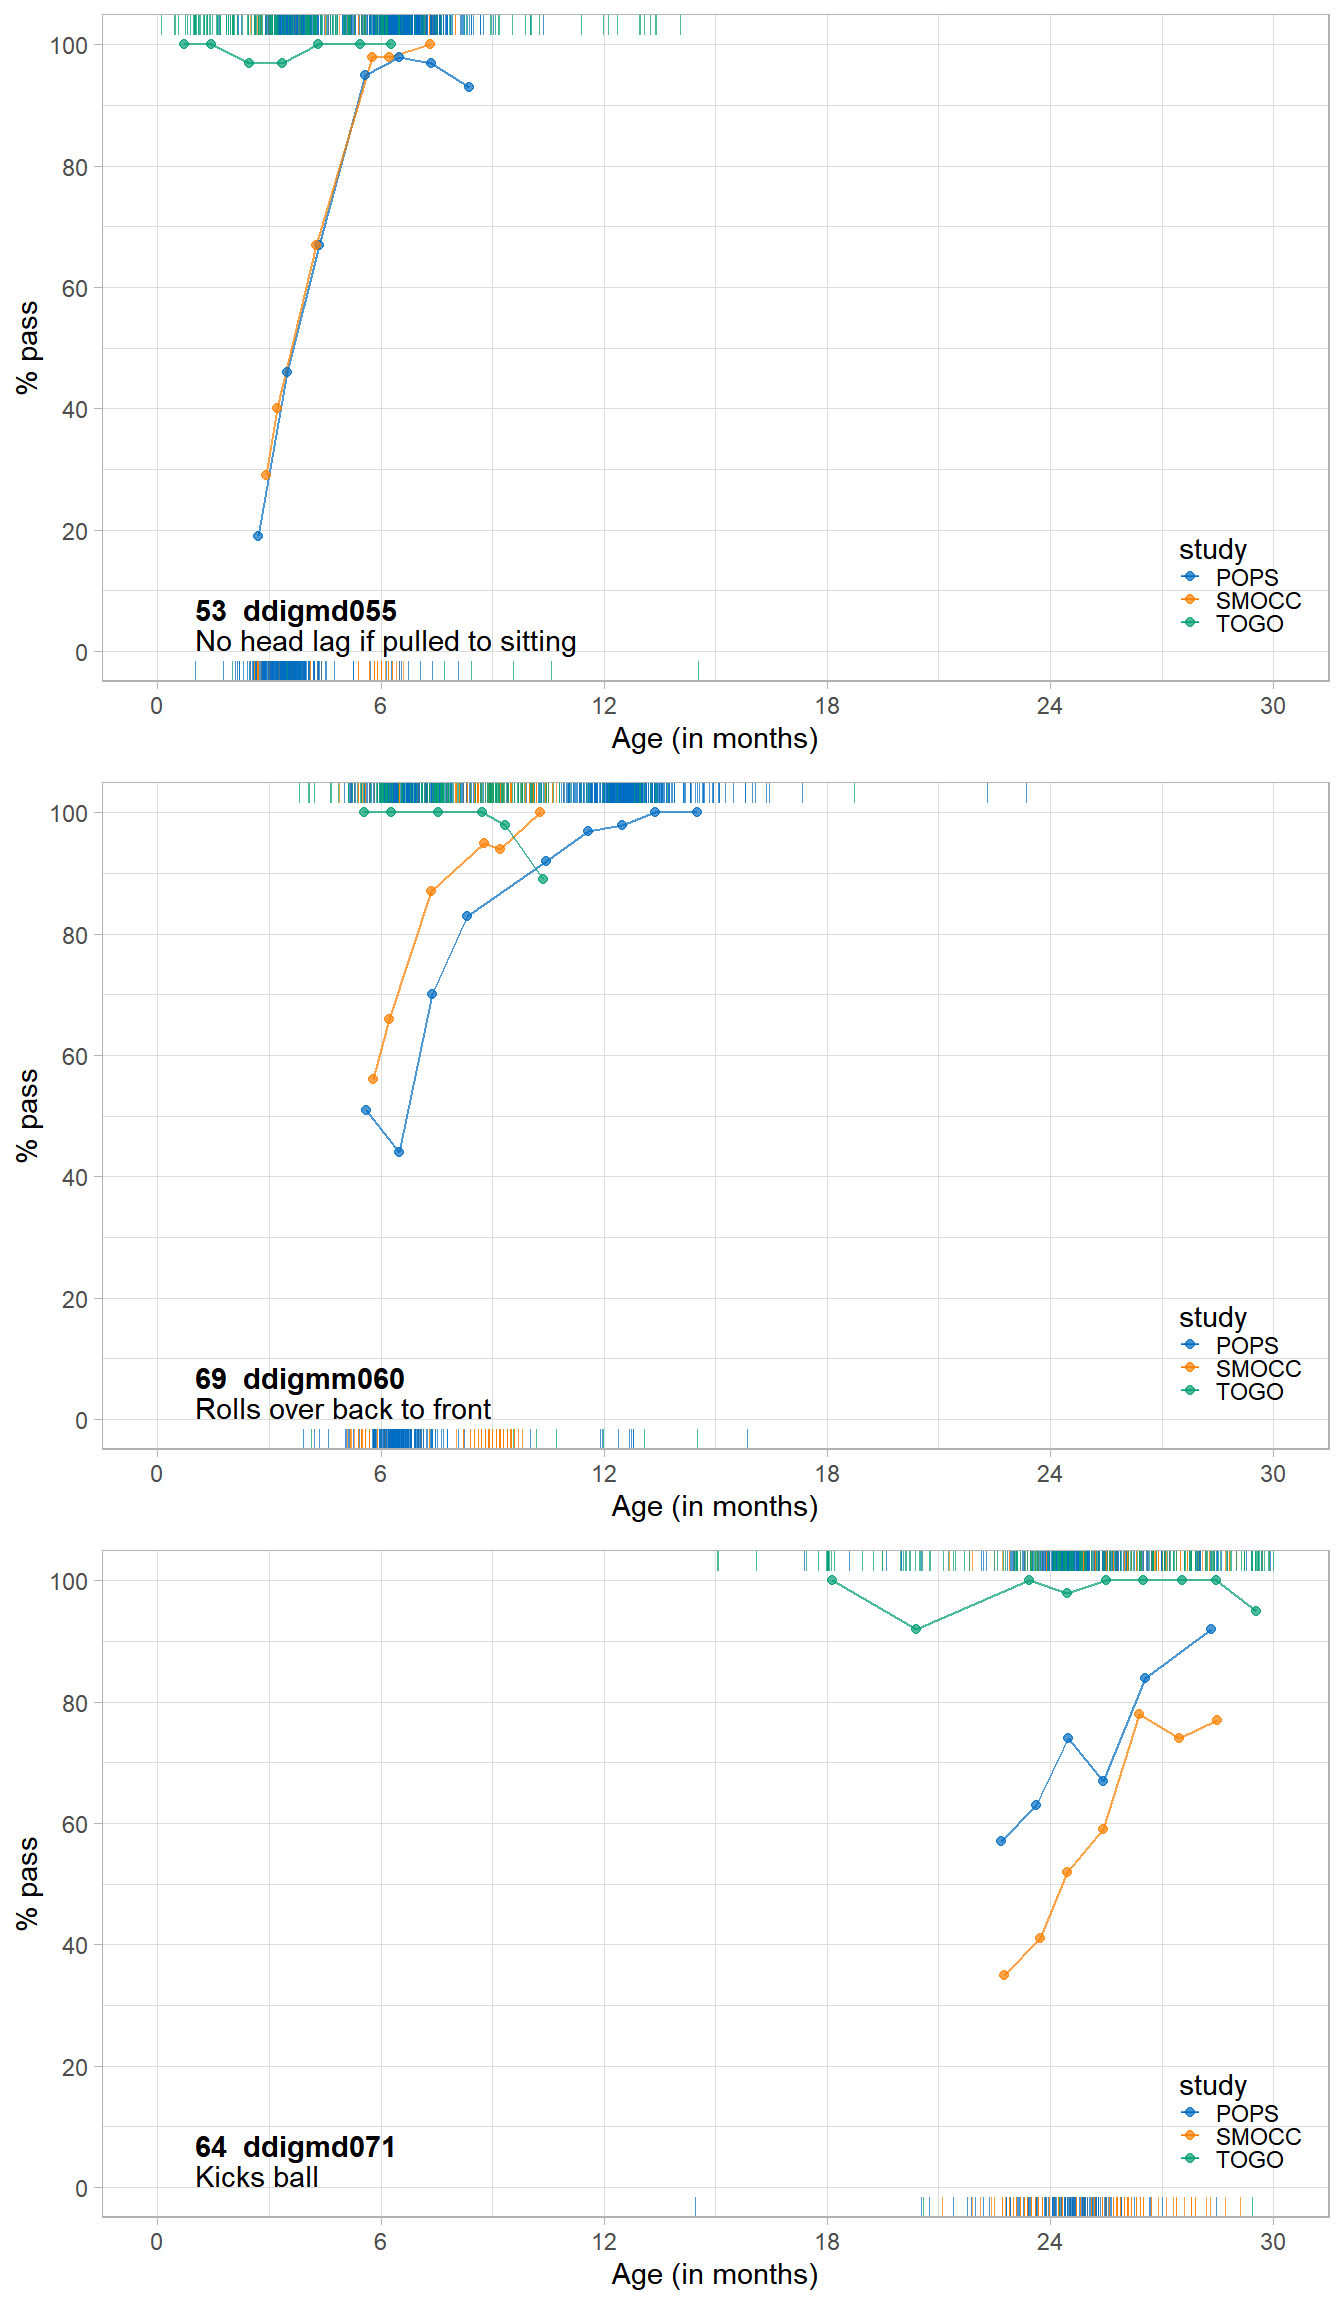 100
80
60
40
20
0
% pass
53 ddigmd055
No head lag if pulled to sitting
study
POPS
SMOCC
TOGO
0 6 12 18 24 30
Age (in months)
100
80
60
40
20
0
% pass
69 ddigmm060
Rolls over back to front
study
POPS
SMOCC
TOGO
0 6 12 18 24 30
Age (in months)
100
80
60
40
20
0
% pass
64 ddigmd071
Kicks ball
study
POPS
SMOCC
TOGO
0 6 12 18 24 30
Age (in months)